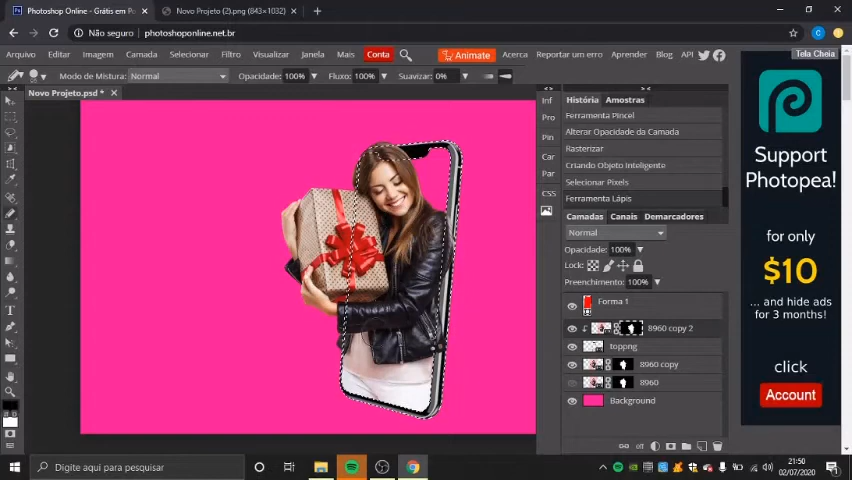 Photoshop Online - Grátis em Po
Novo Projeto (2).png (843×1032)
Não seguro
photoshoponline.net.br
Arquivo Editar Imagem Selecionar Filtro Visualizar Janela Mais Conta Animate Acerca Reportar um erro Aprender Blog API Tela Cheia
Modo de Mistura: Normal Opacidade: 100% Fluxo: 100% Suavizar: 0%
Novo Projeto.psd *
Inf
Pro
Pin
Car
Par
CSS
História Amostras
Ferramenta Pincel
Alterar Opacidade da Camada
Rasterizar
Criando Objeto Inteligente
Selecionar Pixels
Ferramenta Lápis
Camadas Canais Demarcadores
Normal
Opacidade: 100%
Lock:
Preenchimento: 100%
Forma 1
8960 copy 2
toppng
8960 copy
8960
Background
Support
Photopea!
for only
$10
... and hide ads
for 3 months!
click
Account
Digite aqui para pesquisar
21:50
02/07/2020